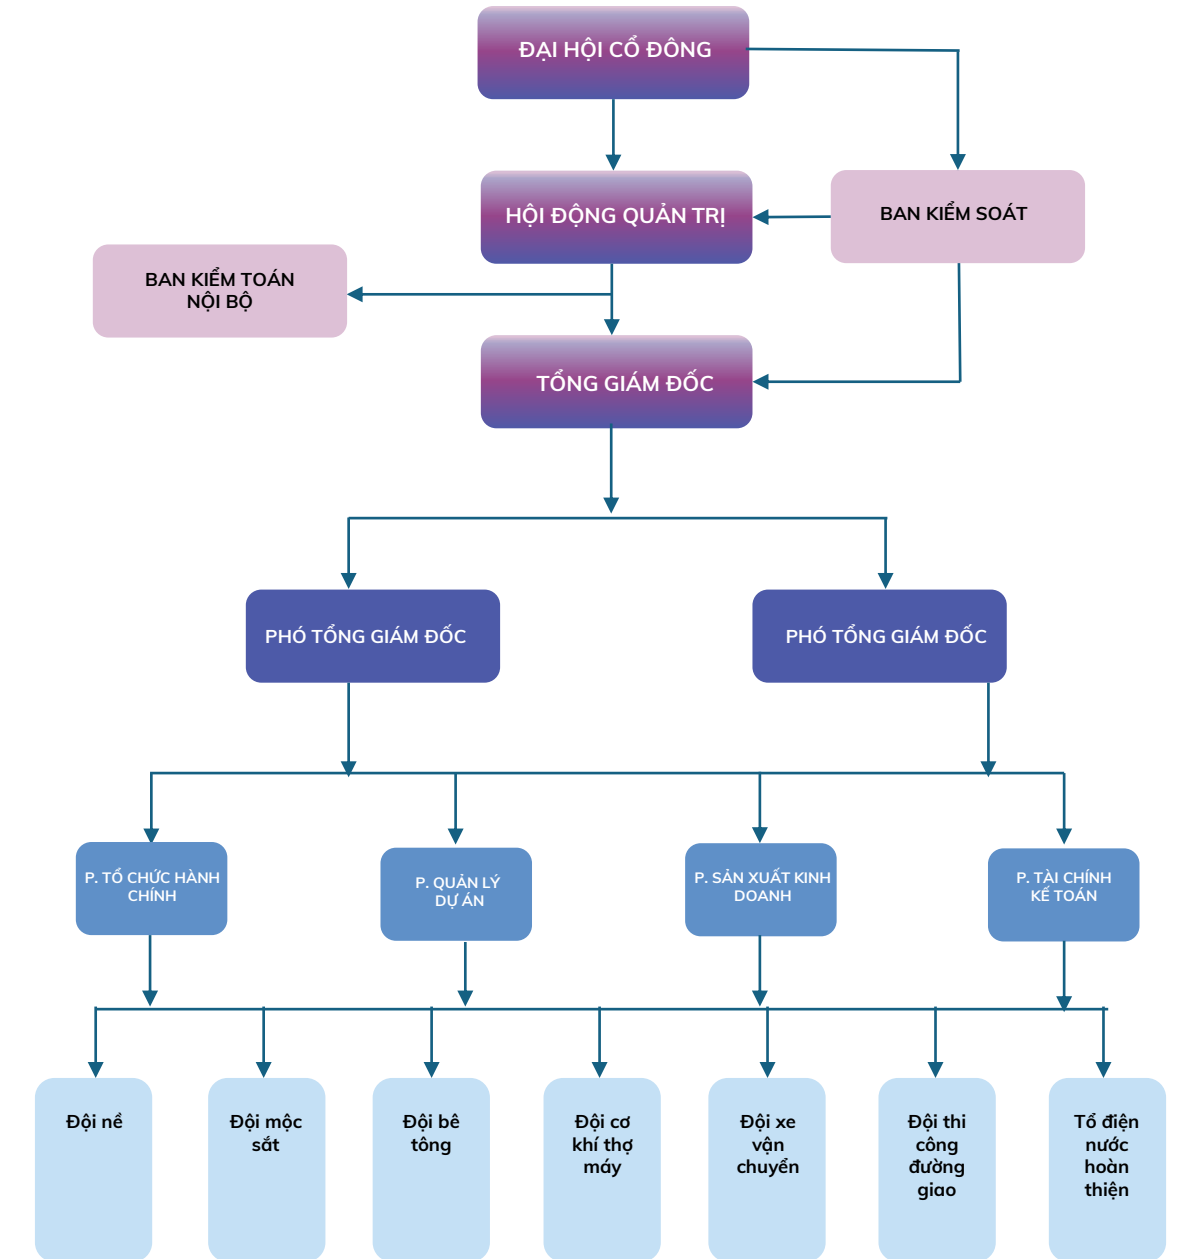 ĐẠI HỘI CỔ ĐÔNG
HỘI ĐỘNG QUẢN TRỊ
BAN KIỂM SOÁT
BAN KIỂM TOÁN
NỘI BỘ
TỔNG GIÁM ĐỐC
PHÓ TỔNG GIÁM ĐỐC
PHÓ TỔNG GIÁM ĐỐC
P. TỔ CHỨC HÀNH
CHÍNH
P. QUẢN LÝ
DỰ ÁN
P. SẢN XUẤT KINH
DOANH
P. TÀI CHÍNH
KẾ TOÁN
Đội nề
Đội mộc
sắt
Đội bê
tông
Đội cơ
khí thợ
máy
Đội xe
vận
chuyển
Đội thi
công
đường
giao
Tổ điện
nước
hoàn
thiện